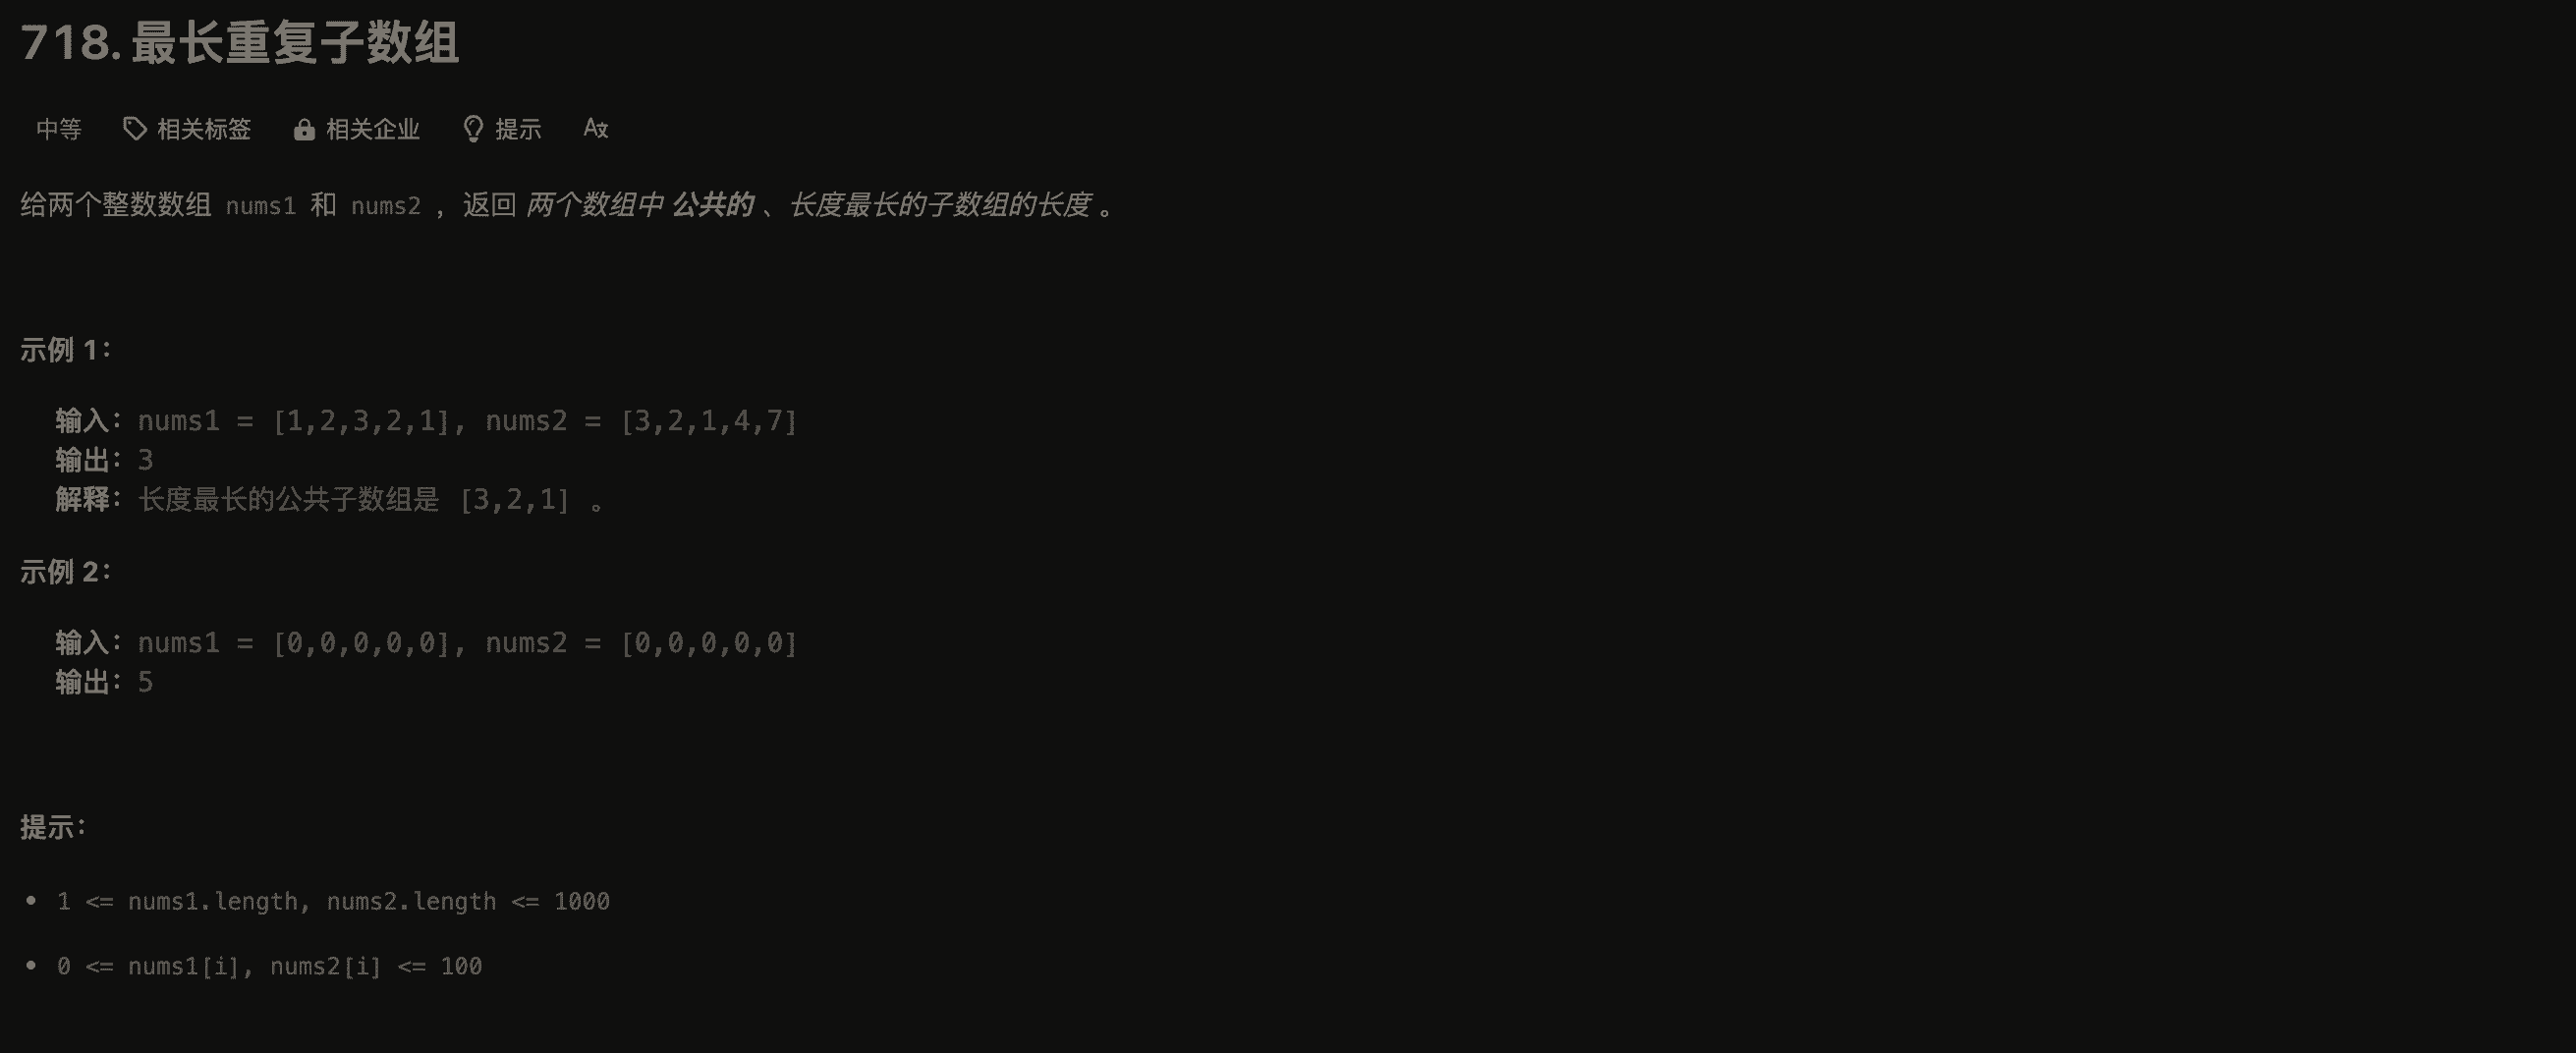 718. 最长重复子数组
中等 相关标签 相关企业 提示 Az
给两个整数数组 nums1 和 nums2 ，返回 两个数组中 公共的 、长度最长的子数组的长度 。
示例 1：
输入：nums1 = [1,2,3,2,1], nums2 = [3,2,1,4,7]
输出：3
解释：长度最长的公共子数组是 [3,2,1] 。
示例 2：
输入：nums1 = [0,0,0,0,0], nums2 = [0,0,0,0,0]
输出：5
提示：
• 1 <= nums1.length, nums2.length <= 1000
• 0 <= nums1[i], nums2[i] <= 100